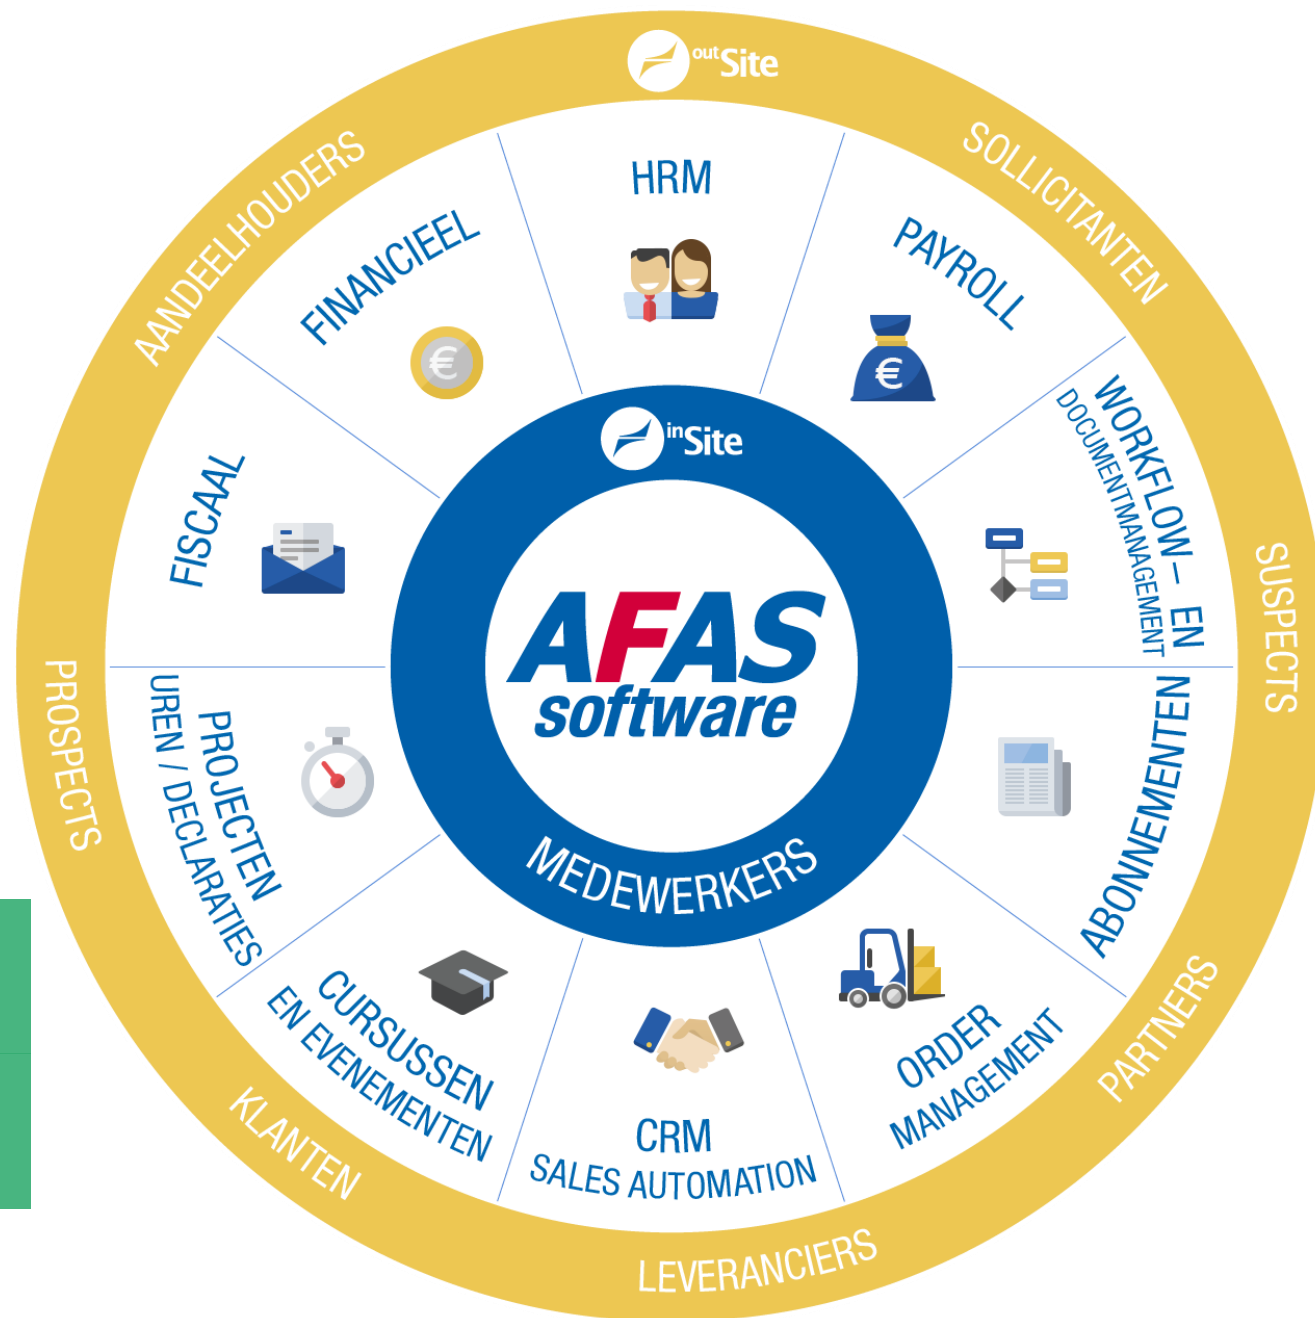 outSite
AANDEELHOUDERS
SOLLICITANTEN
SUSPECTS
PARTNERS
LEVERANCIERS
KLANTEN
PROSPECTS
HRM
PAYROLL
WORKFLOW– EN
DOCUMENTMANAGEMENT
ABONNEMENTEN
ORDER
MANAGEMENT
CRM
SALES AUTOMATION
CURSUSSEN
EN EVENEMENTEN
PROJECTEN
UREN / DECLARATIES
FISCAAL
FINANCIEEL
€
€
inSite
AFAS
software
MEDEWERKERS